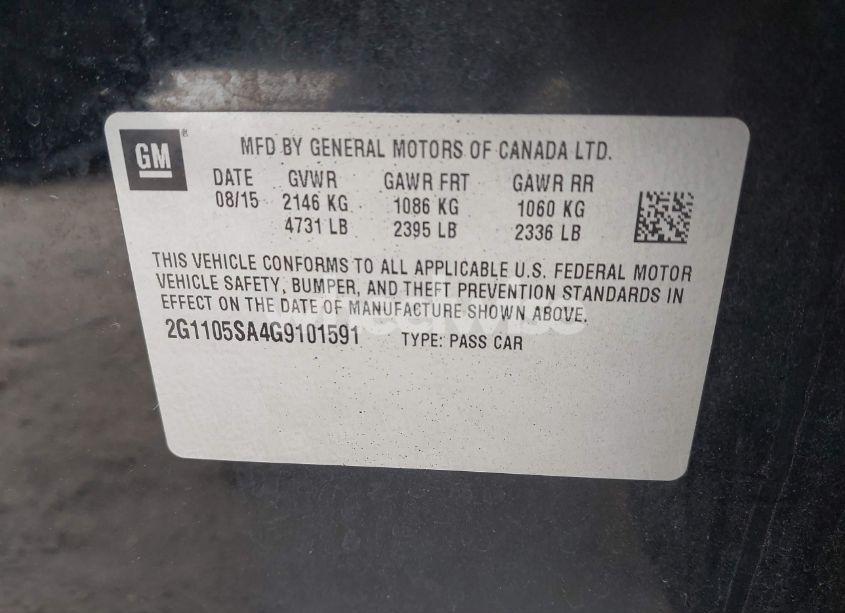 GM®
MFD BY GENERAL MOTORS OF CANADA LTD.
DATE GVWR GAWR FRT GAWR RR
08/15 2146 KG 1086 KG 1060 KG
4731 LB 2395 LB 2336 LB
THIS VEHICLE CONFORMS TO ALL APPLICABLE U.S. FEDERAL MOTOR
VEHICLE SAFETY, BUMPER, AND THEFT PREVENTION STANDARDS IN
EFFECT ON THE DATE OF MANUFACTURE SHOWN ABOVE.
2G1105SA4G9101591 TYPE: PASS CAR